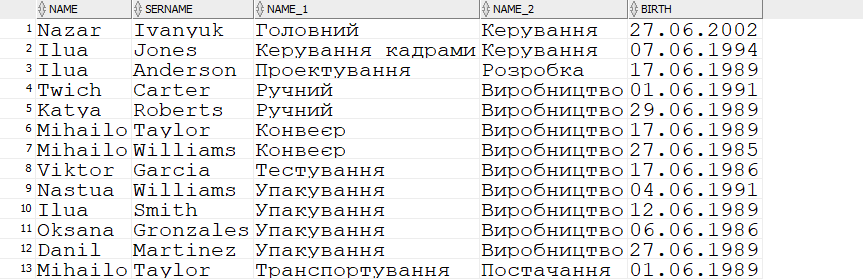 NAME SERNAME NAME_1 NAME_2 BIRTH
1 Nazar Ivanyuk Головний Керування 27.06.2002
2 Ilua Jones Керування кадрами Керування 07.06.1994
3 Ilua Anderson Проектування Розробка 17.06.1989
4 Twich Carter Ручний Виробництво 01.06.1991
5 Katya Roberts Ручний Виробництво 29.06.1989
6 Mihailo Taylor Конвеєр Виробництво 17.06.1989
7 Mihailo Williams Конвеєр Виробництво 27.06.1985
8 Viktor Garcia Тестування Виробництво 17.06.1986
9 Nastua Williams Упакування Виробництво 04.06.1991
10 Ilua Smith Упакування Виробництво 12.06.1989
11 Oksana Gronzales Упакування Виробництво 06.06.1986
12 Danil Martinez Упакування Виробництво 27.06.1989
13 Mihailo Taylor Транспортування Постачання 01.06.1989